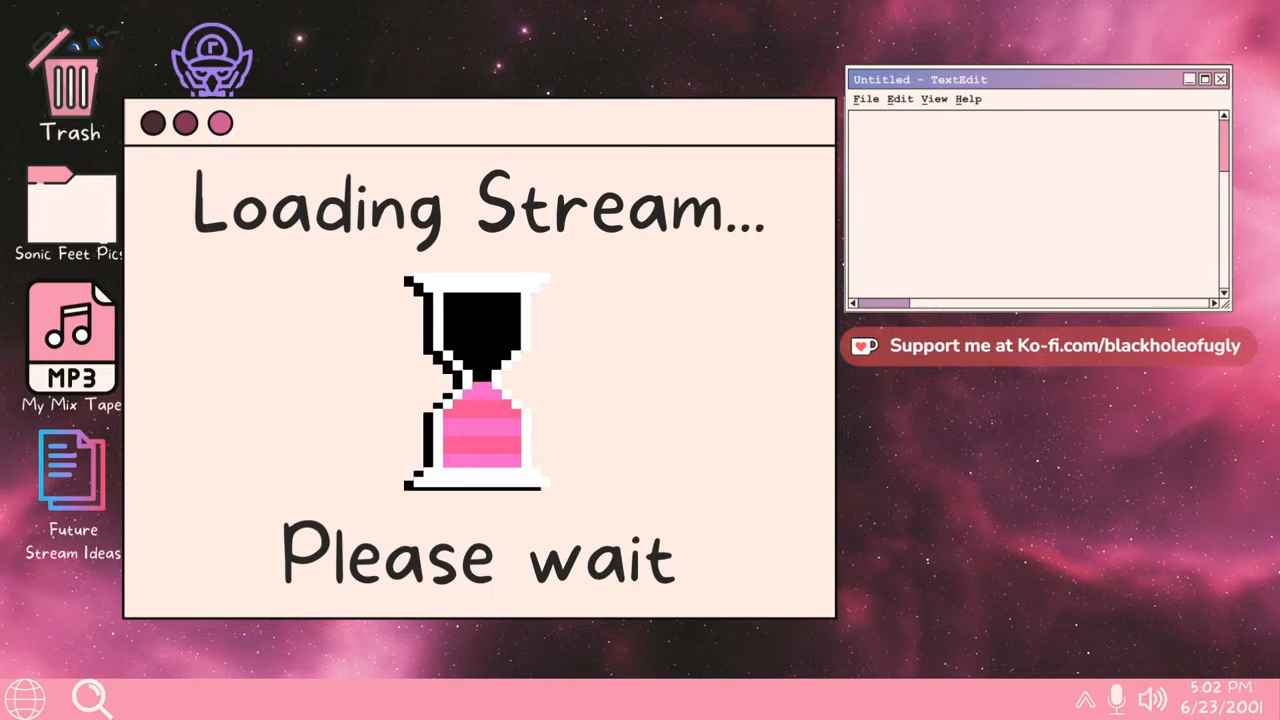 Trash
Sonic Feet Pics
MP3
My Mix Tape
Future
Stream Ideas
r
Loading Stream...
Please wait
Untitled - TextEdit
File Edit View Help
Support me at Ko-fi.com/blackholeofugly
5:02 PM
6/23/2001